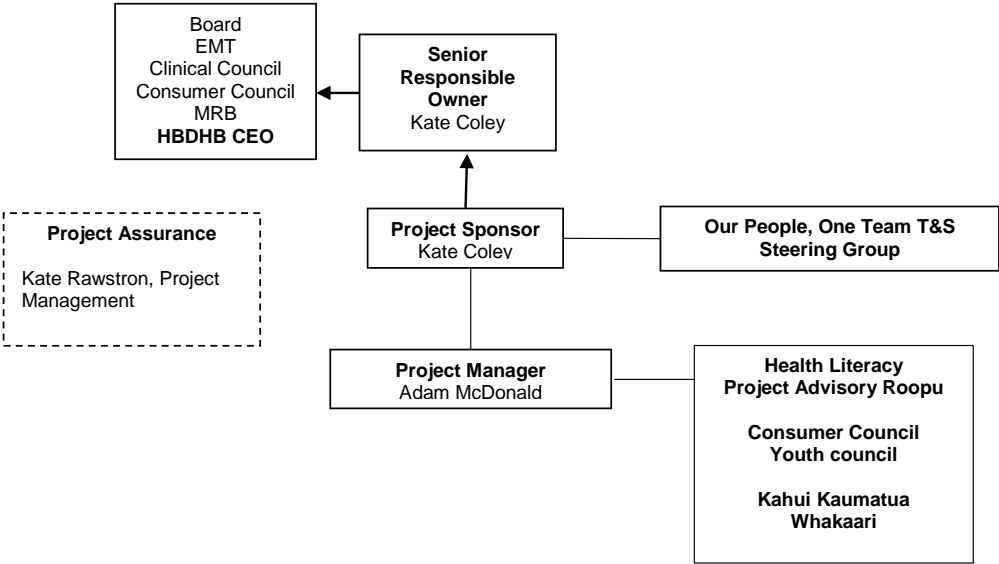 Board
EMT
Clinical Council
Consumer Council
MRB
HBDHB CEO
Senior
Responsible
Owner
Kate Coley
Project Assurance
Kate Rawstron, Project
Management
Project Sponsor
Kate Coley
Our People, One Team T&S
Steering Group
Project Manager
Adam McDonald
Health Literacy
Project Advisory Roopu
Consumer Council
Youth council
Kahui Kaumatua
Whakaari